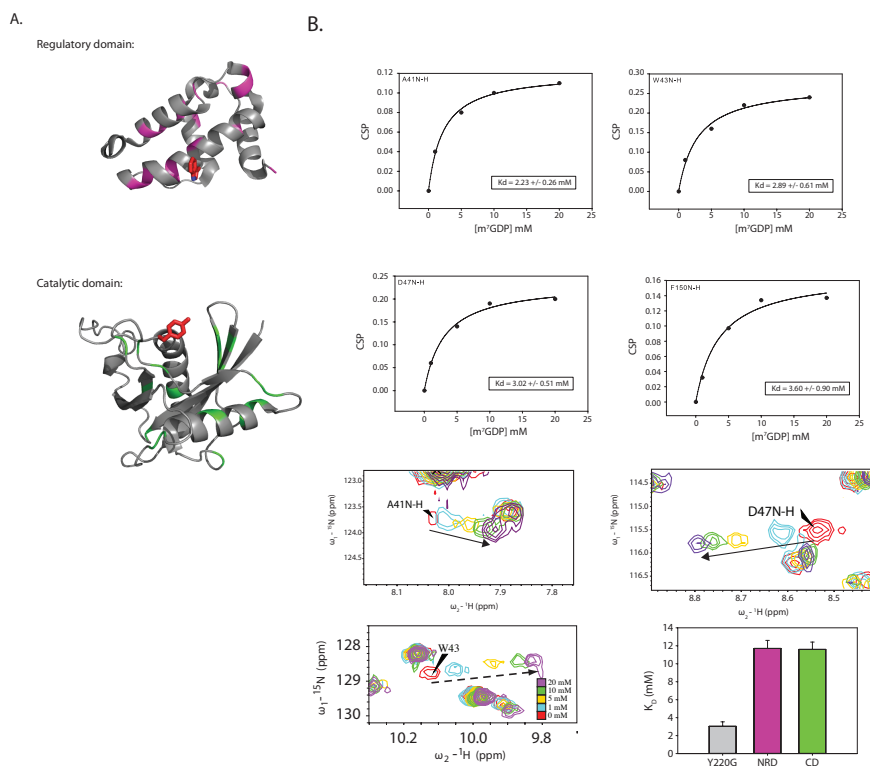 A.
Regulatory domain:
Catalytic domain:
B.
A41N-H
CSP
0.12
0.10
0.08
0.06
0.04
0.02
0.00
Kd = 2.23 +/- 0.26 mM
0 5 10 15 20 25
[m⁷GDP] mM
W43N-H
CSP
0.30
0.25
0.20
0.15
0.10
0.05
0.00
Kd = 2.89 +/- 0.61 mM
0 5 10 15 20 25
[m⁷GDP] mM
D47N-H
CSP
0.20
0.15
0.10
0.05
0.00
Kd = 3.02 +/- 0.51 mM
0 5 10 15 20 25
[m⁷GDP] mM
F150N-H
CSP
0.16
0.14
0.12
0.10
0.08
0.06
0.04
0.02
0.00
Kd = 3.60 +/- 0.90 mM
0 5 10 15 20 25
[m⁷GDP] mM
A41N-H
ω₁- ¹⁵N (ppm)
123.0
123.5
124.0
124.5
8.1 8.0 7.9 7.8
ω₂- ¹H (ppm)
D47N-H
ω₁- ¹⁵N (ppm)
114.5
115.0
115.5
116.0
116.5
8.8 8.7 8.6 8.5
ω₂- ¹H (ppm)
W43
ω₁- ¹⁵N (ppm)
128
129
130
20 mM
10 mM
5 mM
1 mM
0 mM
10.2 10.0 9.8
ω₂ - ¹H (ppm)
K_D (mM)
14
12
10
8
6
4
2
0
Y220G NRD CD